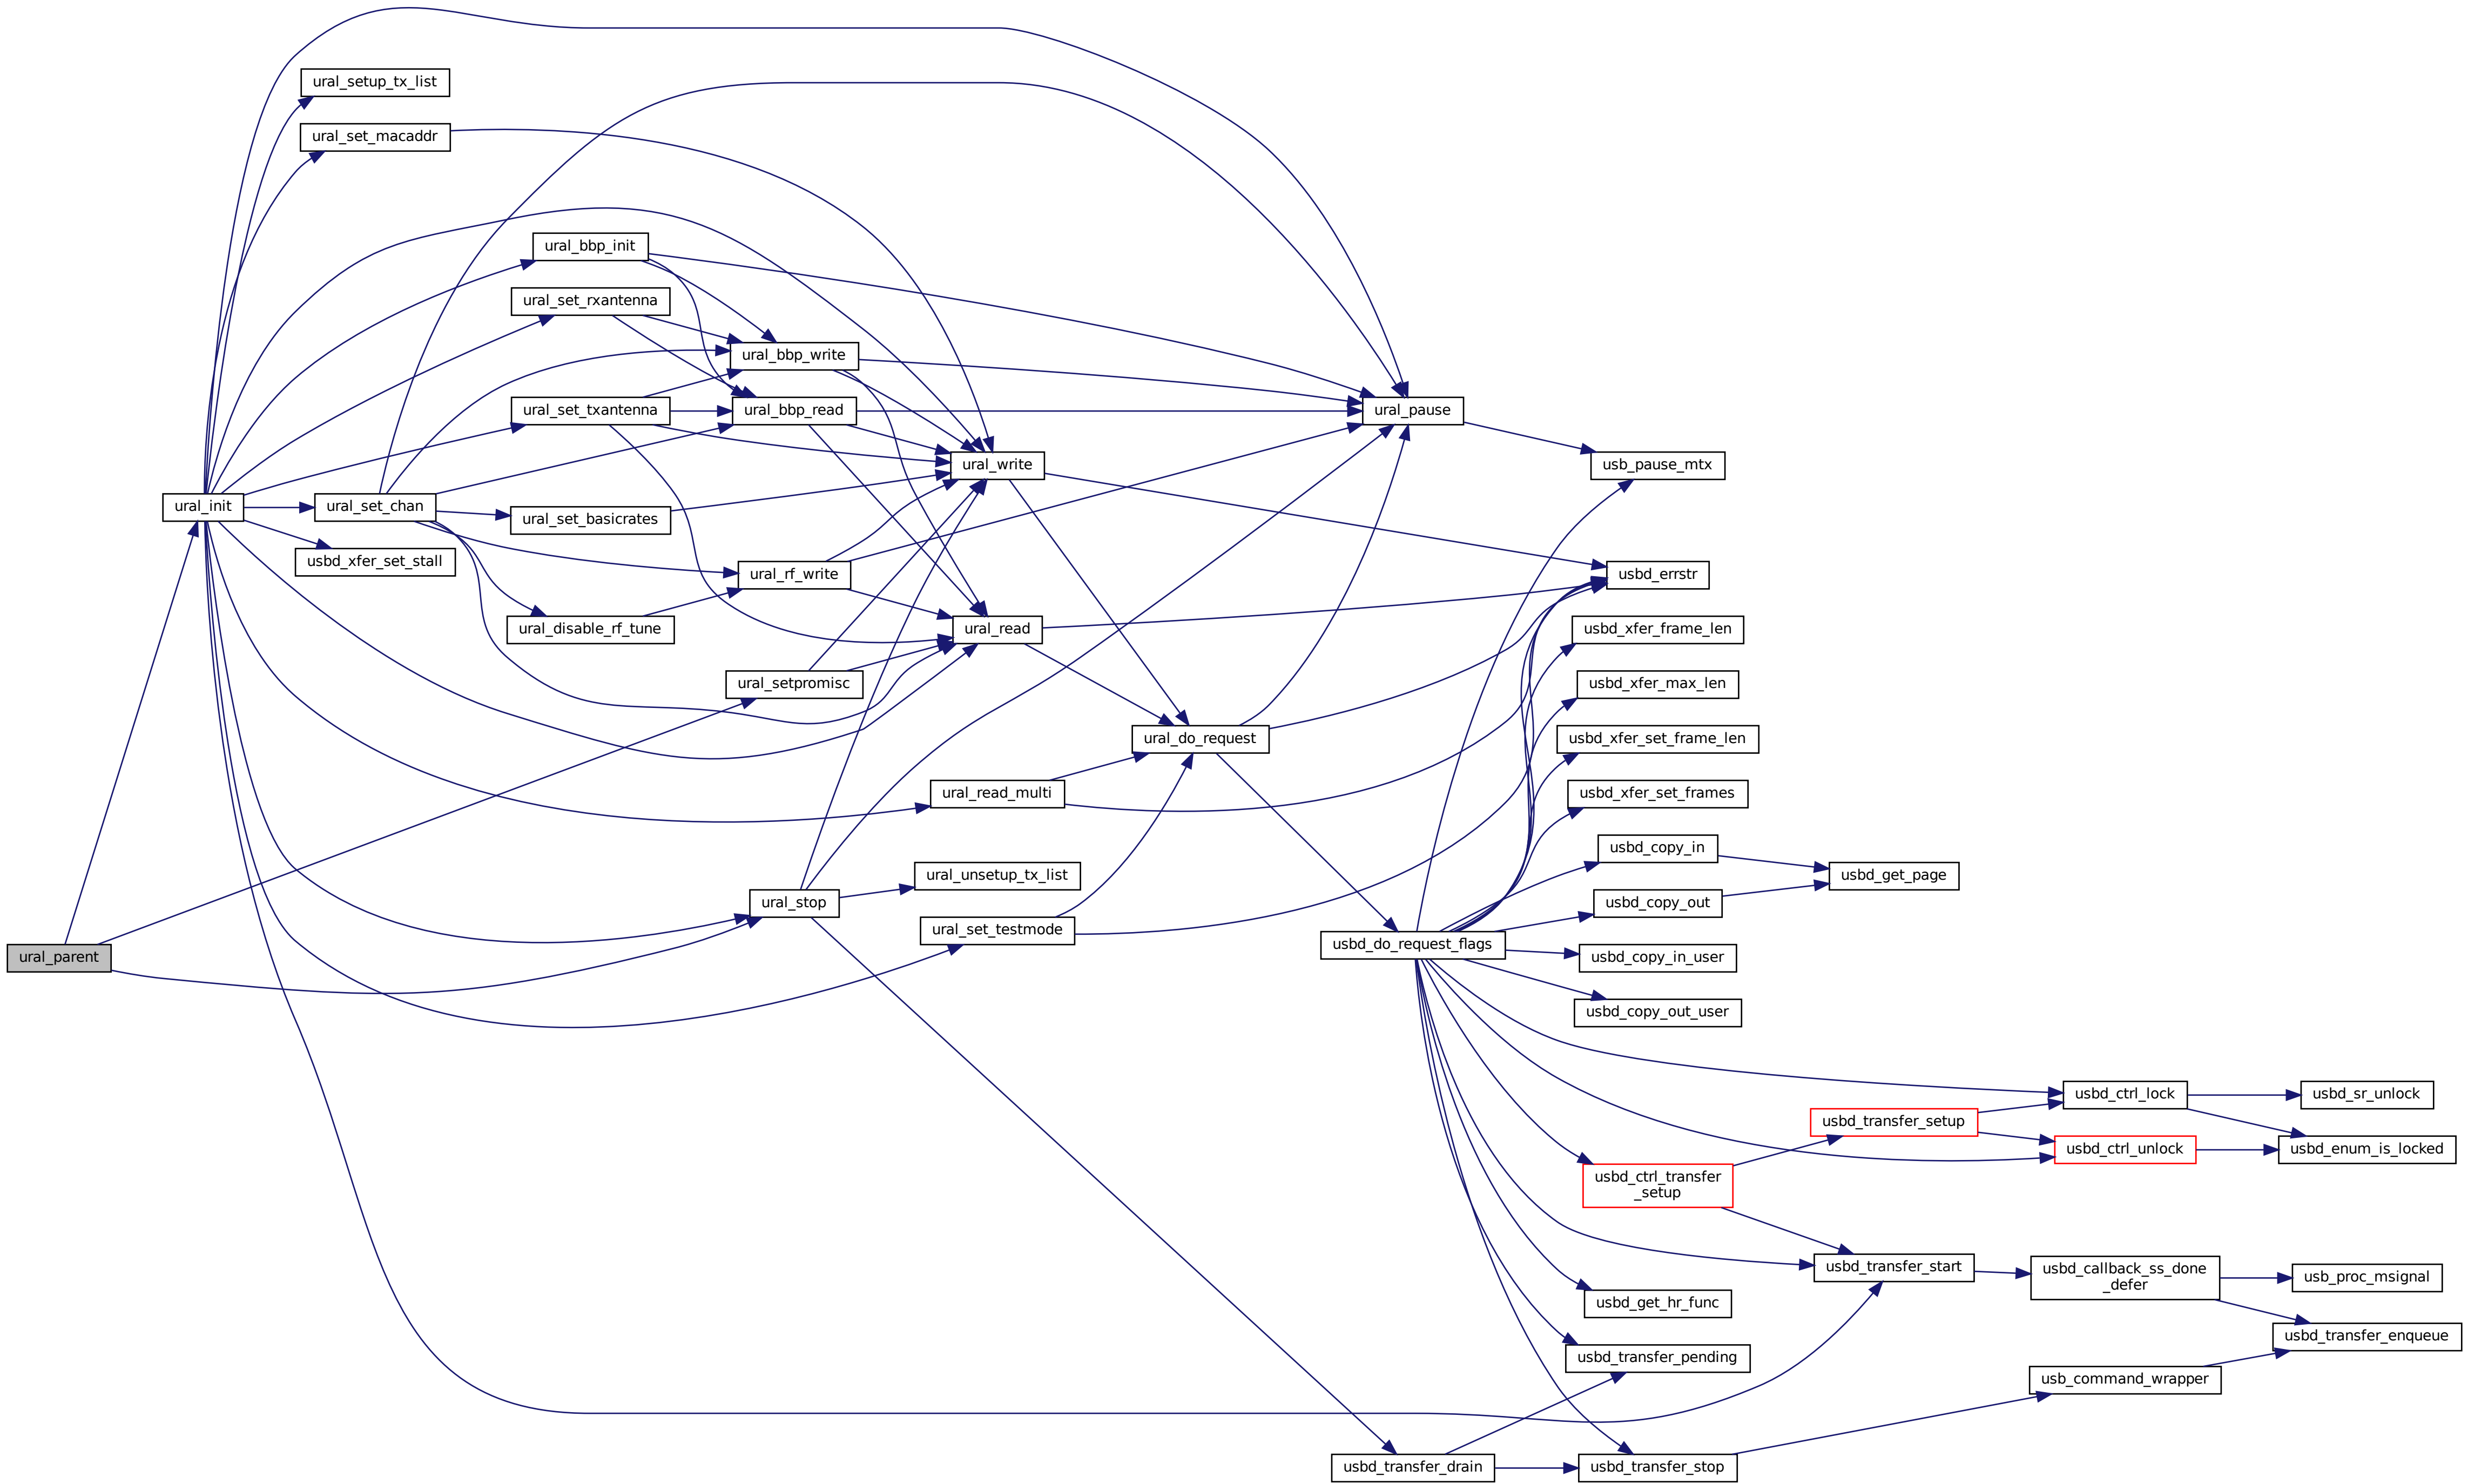 ural_setup_tx_list
ural_set_macaddr
ural_bbp_init
ural_set_rxantenna
ural_bbp_write
ural_set_txantenna
ural_bbp_read
ural_pause
ural_write
usb_pause_mtx
ural_init
ural_set_chan
ural_set_basicrates
usbd_xfer_set_stall
ural_rf_write
usbd_errstr
ural_disable_rf_tune
ural_read
usbd_xfer_frame_len
ural_setpromisc
usbd_xfer_max_len
ural_do_request
usbd_xfer_set_frame_len
ural_read_multi
usbd_xfer_set_frames
usbd_copy_in
ural_unsetup_tx_list
usbd_get_page
ural_stop
usbd_copy_out
ural_set_testmode
usbd_do_request_flags
ural_parent
usbd_copy_in_user
usbd_copy_out_user
usbd_ctrl_lock
usbd_sr_unlock
usbd_transfer_setup
usbd_ctrl_unlock
usbd_enum_is_locked
usbd_ctrl_transfer
_setup
usbd_transfer_start
usbd_callback_ss_done
_defer
usb_proc_msignal
usbd_get_hr_func
usbd_transfer_enqueue
usbd_transfer_pending
usb_command_wrapper
usbd_transfer_drain
usbd_transfer_stop